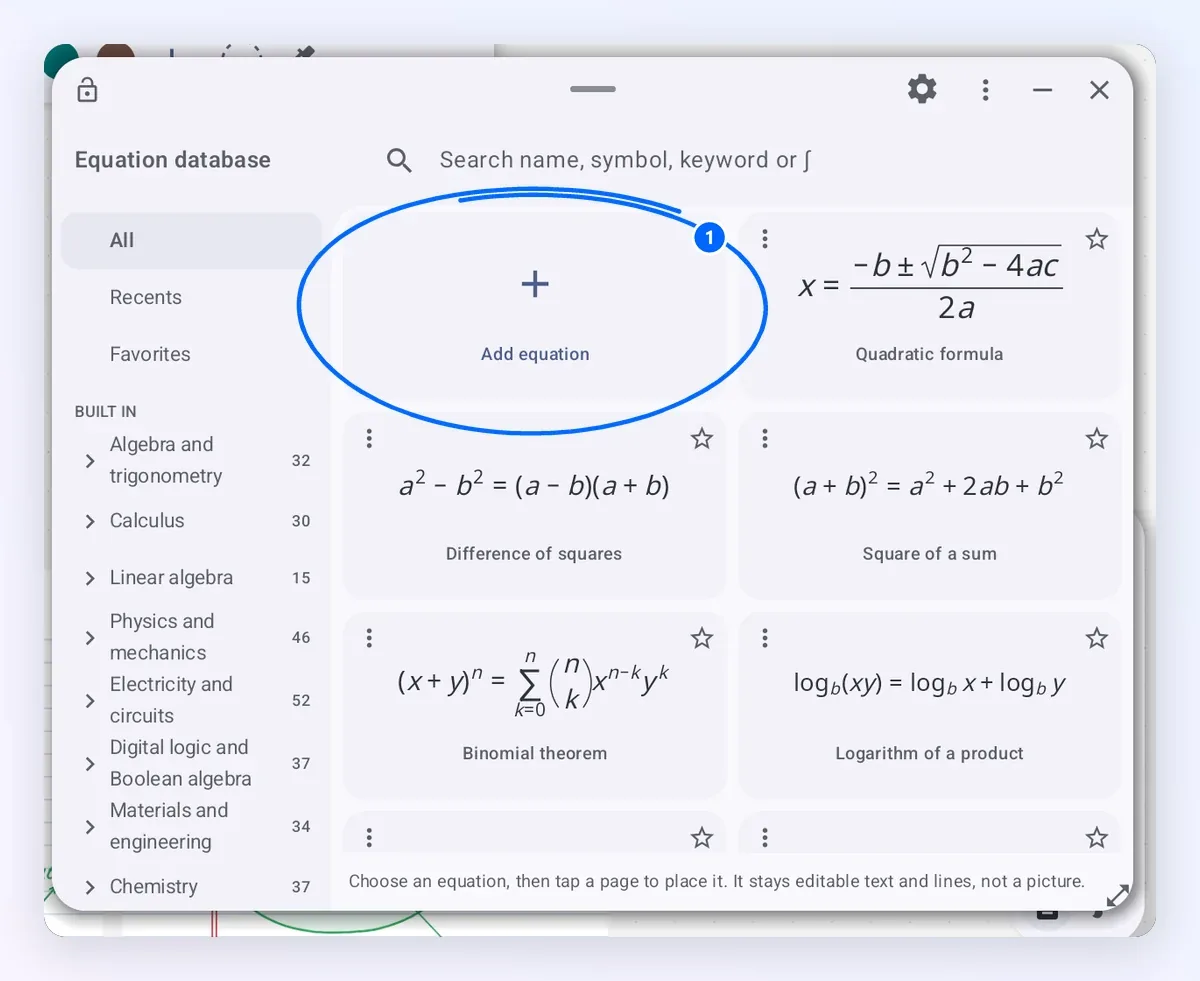 Equation database
Search name, symbol, keyword or ∫
All
Recents
Favorites
BUILT IN
Algebra and
trigonometry
32
Calculus
30
Linear algebra
15
Physics and
mechanics
46
Electricity and
circuits
52
Digital logic and
Boolean algebra
37
Materials and
engineering
34
Chemistry
37
1
+
Add equation
x = (−b ± √(b² − 4ac)) / (2a)
Quadratic formula
a² − b² = (a − b)(a + b)
Difference of squares
(a + b)² = a² + 2ab + b²
Square of a sum
(x + y)ⁿ = ∑_{k=0}^{n} (n k) xⁿ⁻ᵏyᵏ
Binomial theorem
log_b(xy) = log_b x + log_b y
Logarithm of a product
Choose an equation, then tap a page to place it. It stays editable text and lines, not a picture.